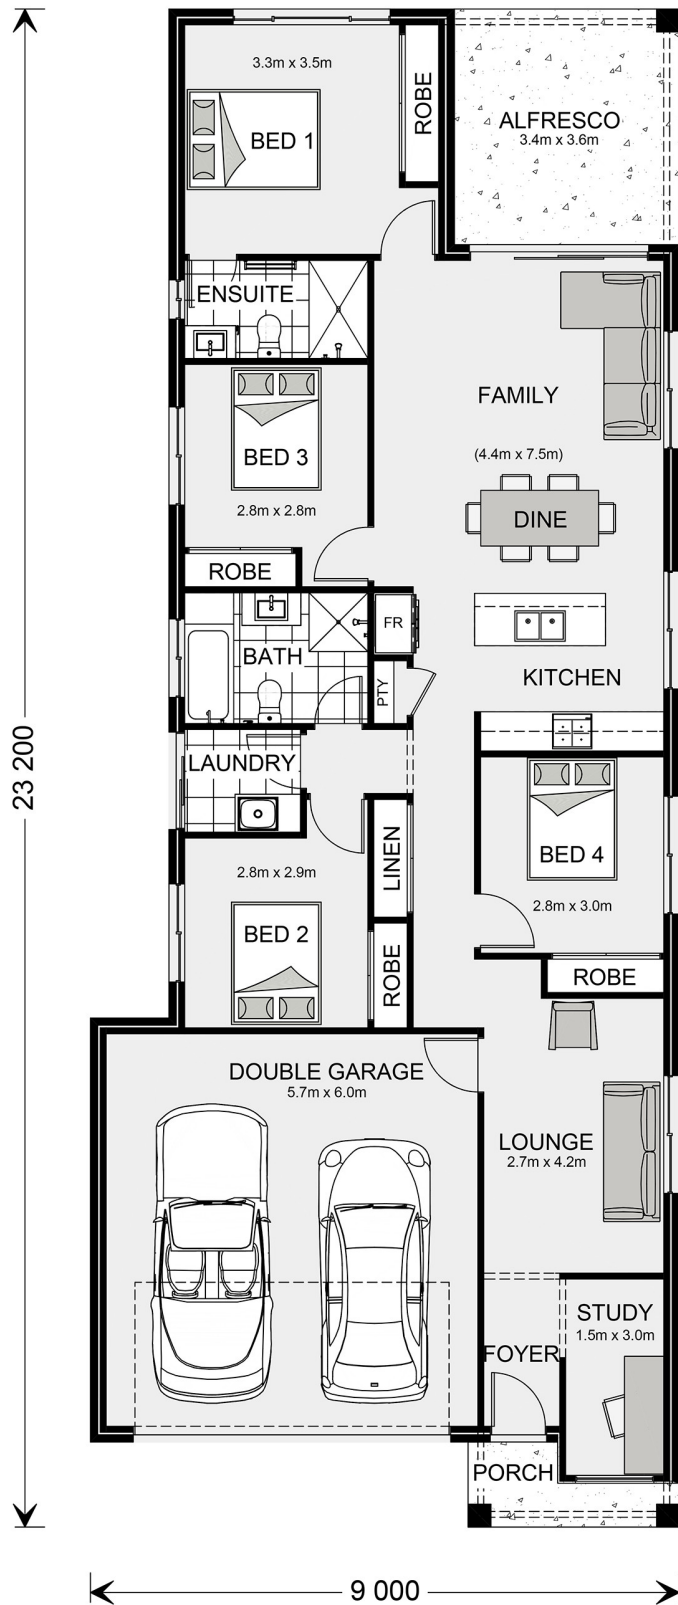 3.3m x 3.5m
BED 1
ROBE
ALFRESCO
3.4m x 3.6m
ENSUITE
FAMILY
BED 3
(4.4m x 7.5m)
2.8m x 2.8m
DINE
ROBE
FR
BATH
KITCHEN
PTY
23 200
LAUNDRY
LINEN
BED 4
2.8m x 2.9m
2.8m x 3.0m
BED 2
ROBE
ROBE
DOUBLE GARAGE
5.7m x 6.0m
LOUNGE
2.7m x 4.2m
STUDY
1.5m x 3.0m
FOYER
PORCH
9 000